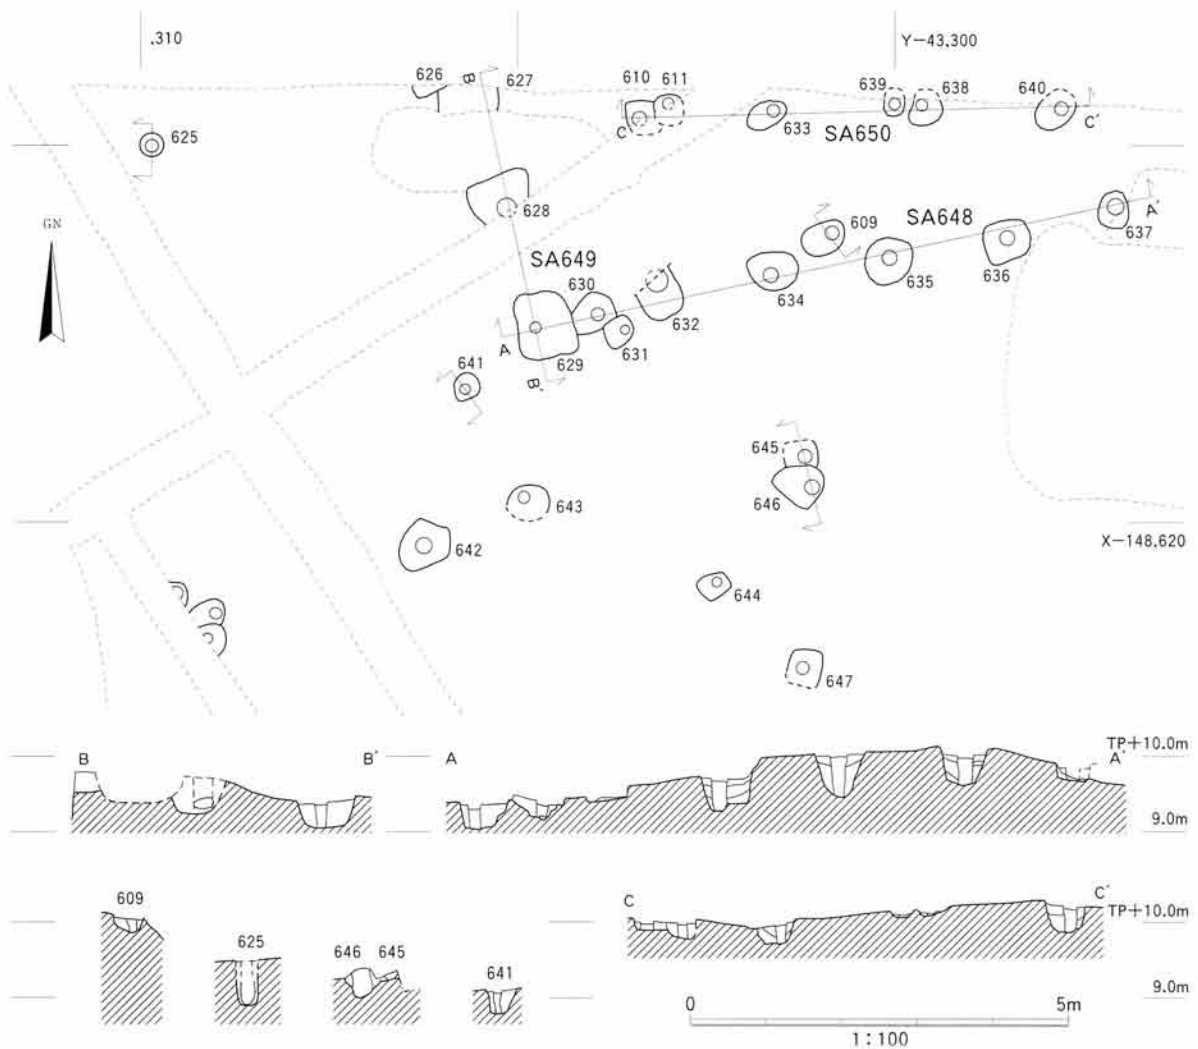 .310
Y−43,300
626
B
627
610
611
639
638
640
625
C
633
SA650
C′
GN
628
609
SA648
637
A′
SA649
630
634
635
636
632
631
A
629
641
B′
645
643
646
642
X−148,620
644
647
B
B′
A
TP+10.0m
A′
9.0m
609
C
C′
TP+10.0m
625
646
645
641
9.0m
0
5m
1:100